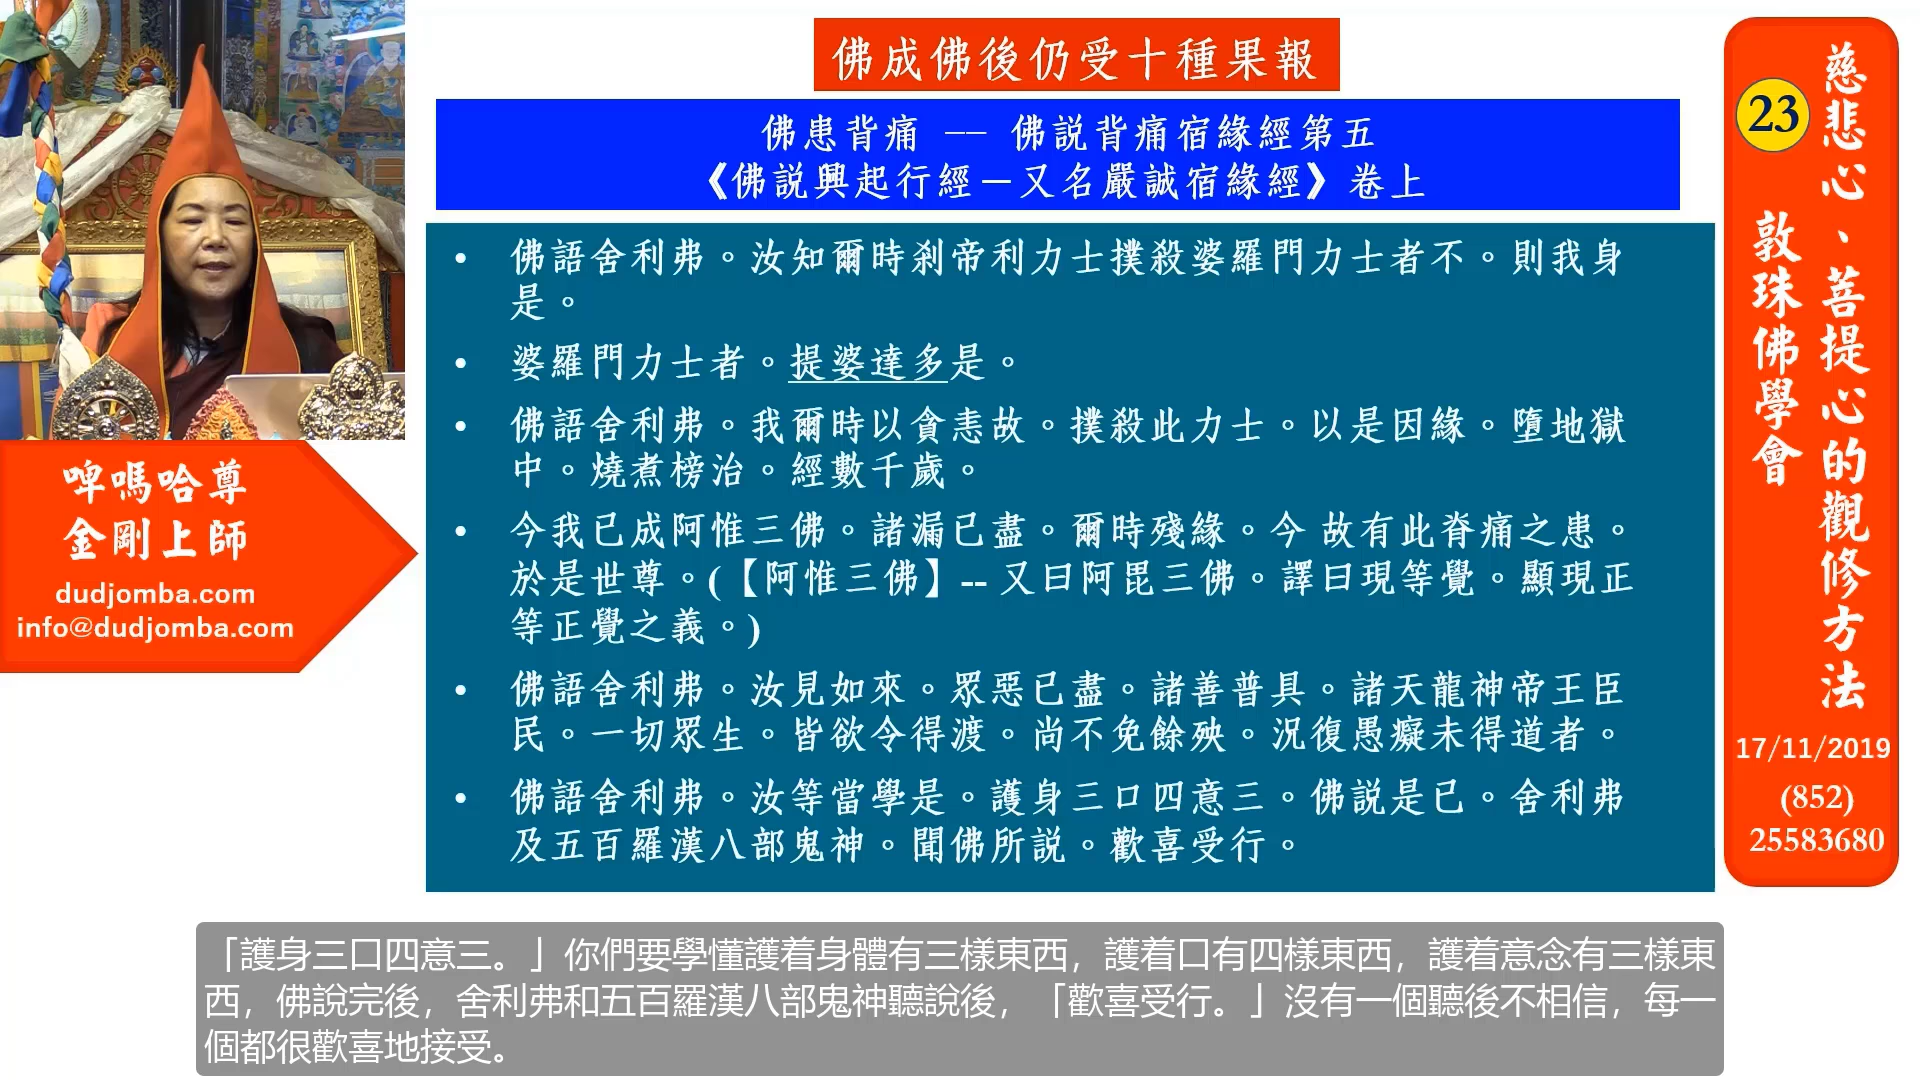 佛成佛後仍受十種果報
佛患背痛 –– 佛説背痛宿緣經第五
《佛説興起行經－又名嚴誡宿緣經》卷上
• 佛語舍利弗。汝知爾時剎帝利力士撲殺婆羅門力士者不。則我身
是。
• 婆羅門力士者。提婆達多是。
• 佛語舍利弗。我爾時以貪恚故。撲殺此力士。以是因緣。墮地獄
中。燒煮榜治。經數千歲。
• 今我已成阿惟三佛。諸漏已盡。爾時殘緣。今 故有此脊痛之患。
於是世尊。(【阿惟三佛】-- 又曰阿毘三佛。譯曰現等覺。顯現正
等正覺之義。)
• 佛語舍利弗。汝見如來。眾惡已盡。諸善普具。諸天龍神帝王臣
民。一切眾生。皆欲令得渡。尚不免餘殃。況復愚癡未得道者。
• 佛語舍利弗。汝等當學是。護身三口四意三。佛説是已。舍利弗
及五百羅漢八部鬼神。聞佛所説。歡喜受行。
啤嗎哈尊
金剛上師
dudjomba.com
info@dudjomba.com
23
慈悲心、菩提心的觀修方法
敦珠佛學會
17/11/2019
(852)
25583680
「護身三口四意三。」你們要學懂護着身體有三樣東西，護着口有四樣東西，護着意念有三樣東
西，佛說完後，舍利弗和五百羅漢八部鬼神聽說後，「歡喜受行。」沒有一個聽後不相信，每一
個都很歡喜地接受。